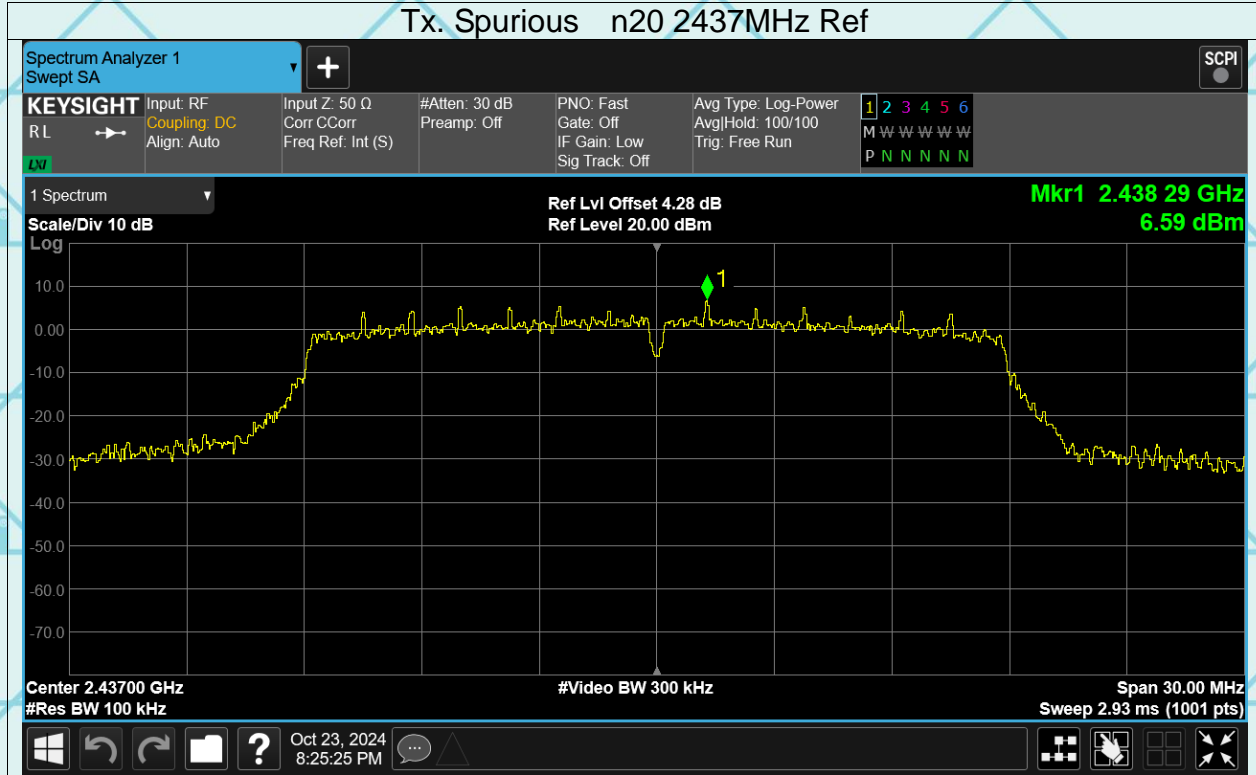 Tx. Spurious n20 2437MHz Ref
Spectrum Analyzer 1
Swept SA
SCPI
KEYSIGHT
R L
LXI
Input: RF
Coupling: DC
Align: Auto
Input Z: 50 Ω
Corr CCorr
Freq Ref: Int (S)
#Atten: 30 dB
Preamp: Off
PNO: Fast
Gate: Off
IF Gain: Low
Sig Track: Off
Avg Type: Log-Power
Avg|Hold: 100/100
Trig: Free Run
1 2 3 4 5 6
M W W W W W
P N N N N N
1 Spectrum
Scale/Div 10 dB
Ref Lvl Offset 4.28 dB
Ref Level 20.00 dBm
Mkr1 2.438 29 GHz
6.59 dBm
Log
1
10.0
0.00
-10.0
-20.0
-30.0
-40.0
-50.0
-60.0
-70.0
Center 2.43700 GHz
#Video BW 300 kHz
Span 30.00 MHz
#Res BW 100 kHz
Sweep 2.93 ms (1001 pts)
?
Oct 23, 2024
8:25:25 PM